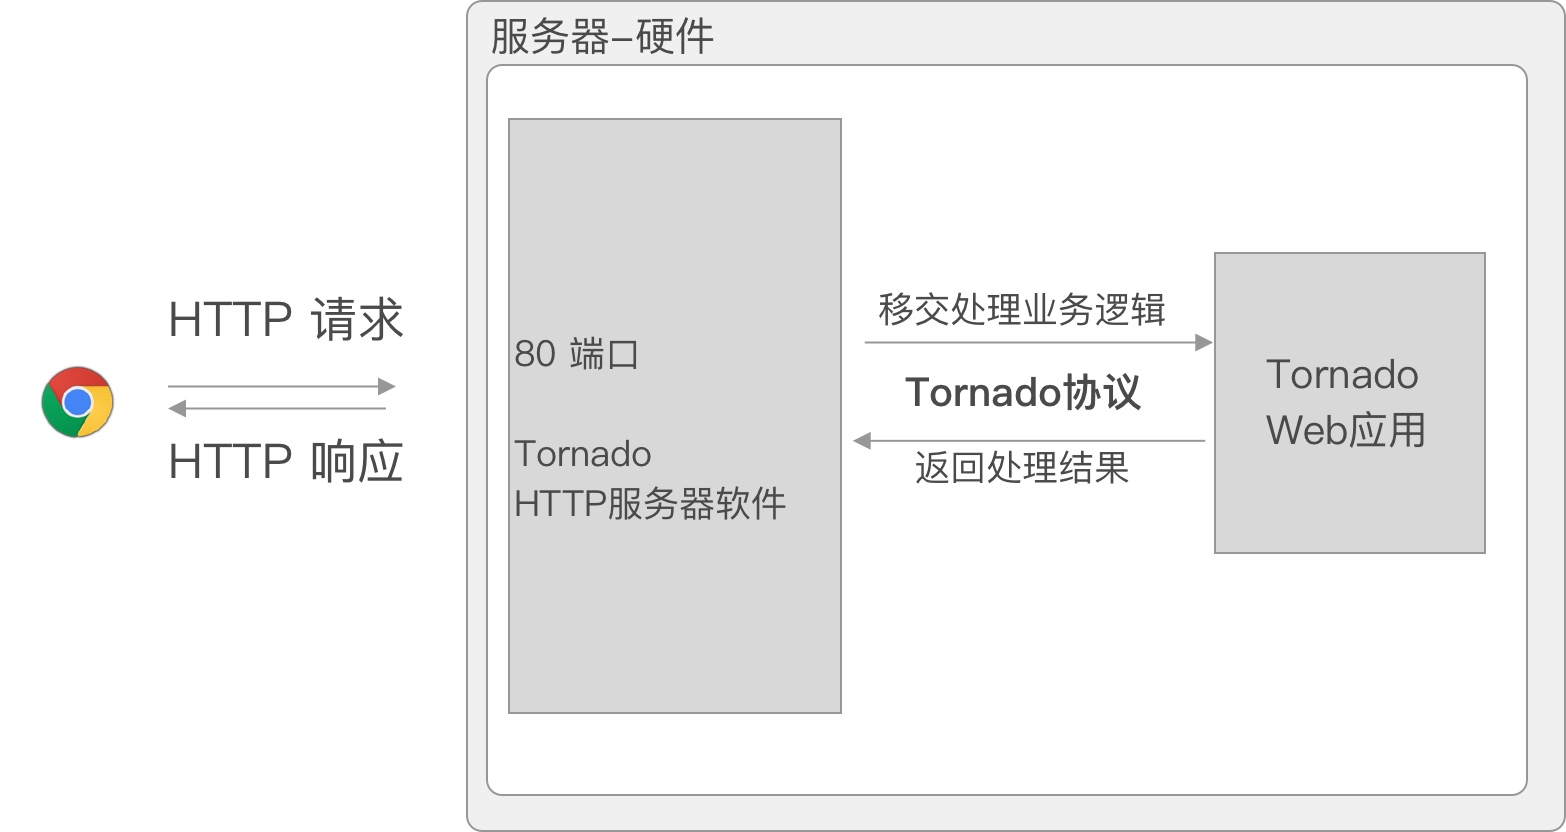 服务器-硬件
HTTP 请求
HTTP 响应
80 端口
Tornado
HTTP服务器软件
移交处理业务逻辑
Tornado协议
返回处理结果
Tornado
Web应用